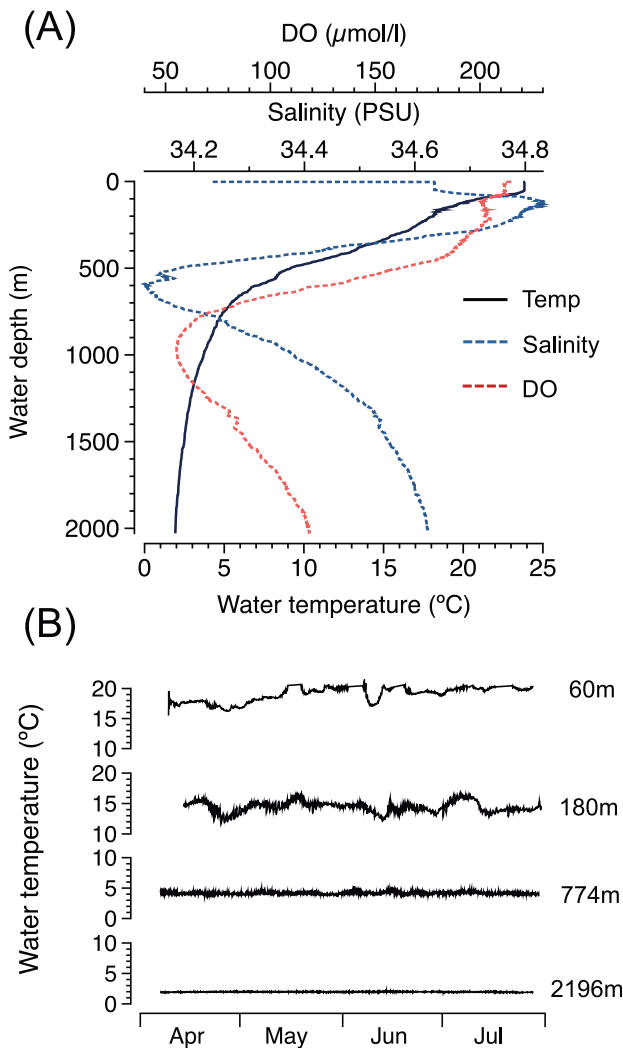 (A)
DO (µmol/l)
50 100 150 200
Salinity (PSU)
34.2 34.4 34.6 34.8
0
500
1000
1500
2000
Water depth (m)
Temp
Salinity
DO
0 5 10 15 20 25
Water temperature (ºC)
(B)
Water temperature (ºC)
20
15
10
60m
20
15
10
180m
10
5
0
774m
10
5
0
2196m
Apr May Jun Jul